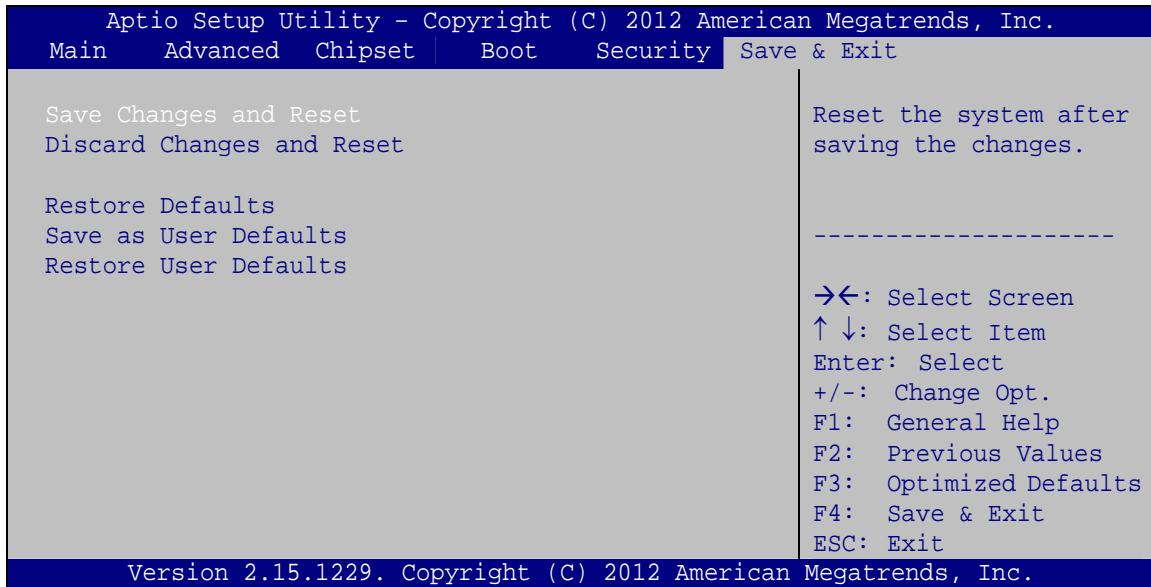 Aptio Setup Utility – Copyright (C) 2012 American Megatrends, Inc.
Main Advanced Chipset Boot Security Save & Exit
Save Changes and Reset
Discard Changes and Reset
Restore Defaults
Save as User Defaults
Restore User Defaults
Reset the system after
saving the changes.
---------------------
→←: Select Screen
↑ ↓: Select Item
Enter: Select
+/-: Change Opt.
F1: General Help
F2: Previous Values
F3: Optimized Defaults
F4: Save & Exit
ESC: Exit
Version 2.15.1229. Copyright (C) 2012 American Megatrends, Inc.